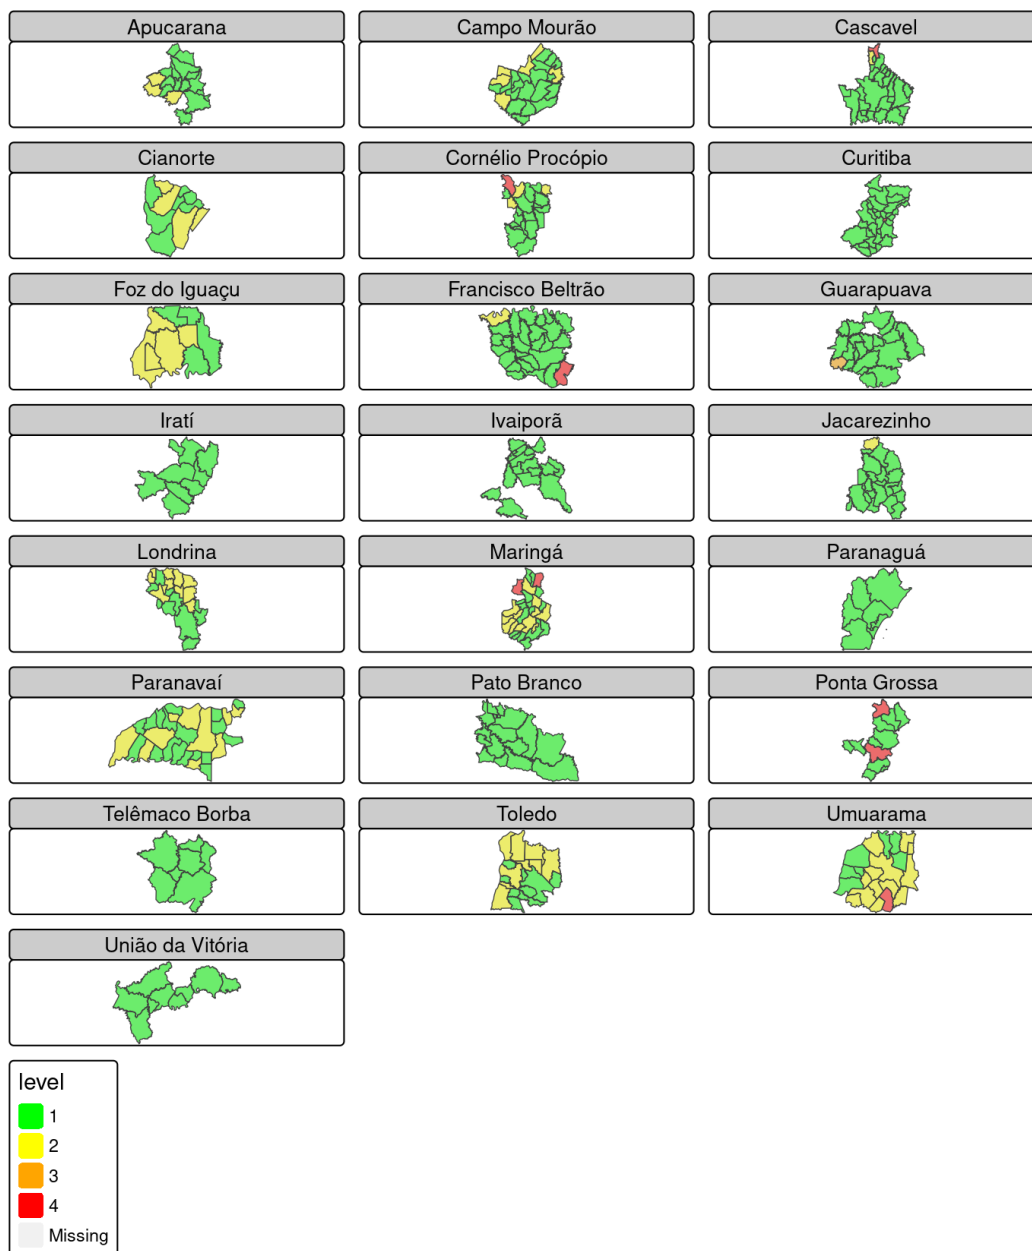 Apucarana
Campo Mourão
Cascavel
Cianorte
Cornélio Procópio
Curitiba
Foz do Iguaçu
Francisco Beltrão
Guarapuava
Iratí
Ivaiporã
Jacarezinho
Londrina
Maringá
Paranaguá
Paranavaí
Pato Branco
Ponta Grossa
Telêmaco Borba
Toledo
Umuarama
União da Vitória
level
1
2
3
4
Missing